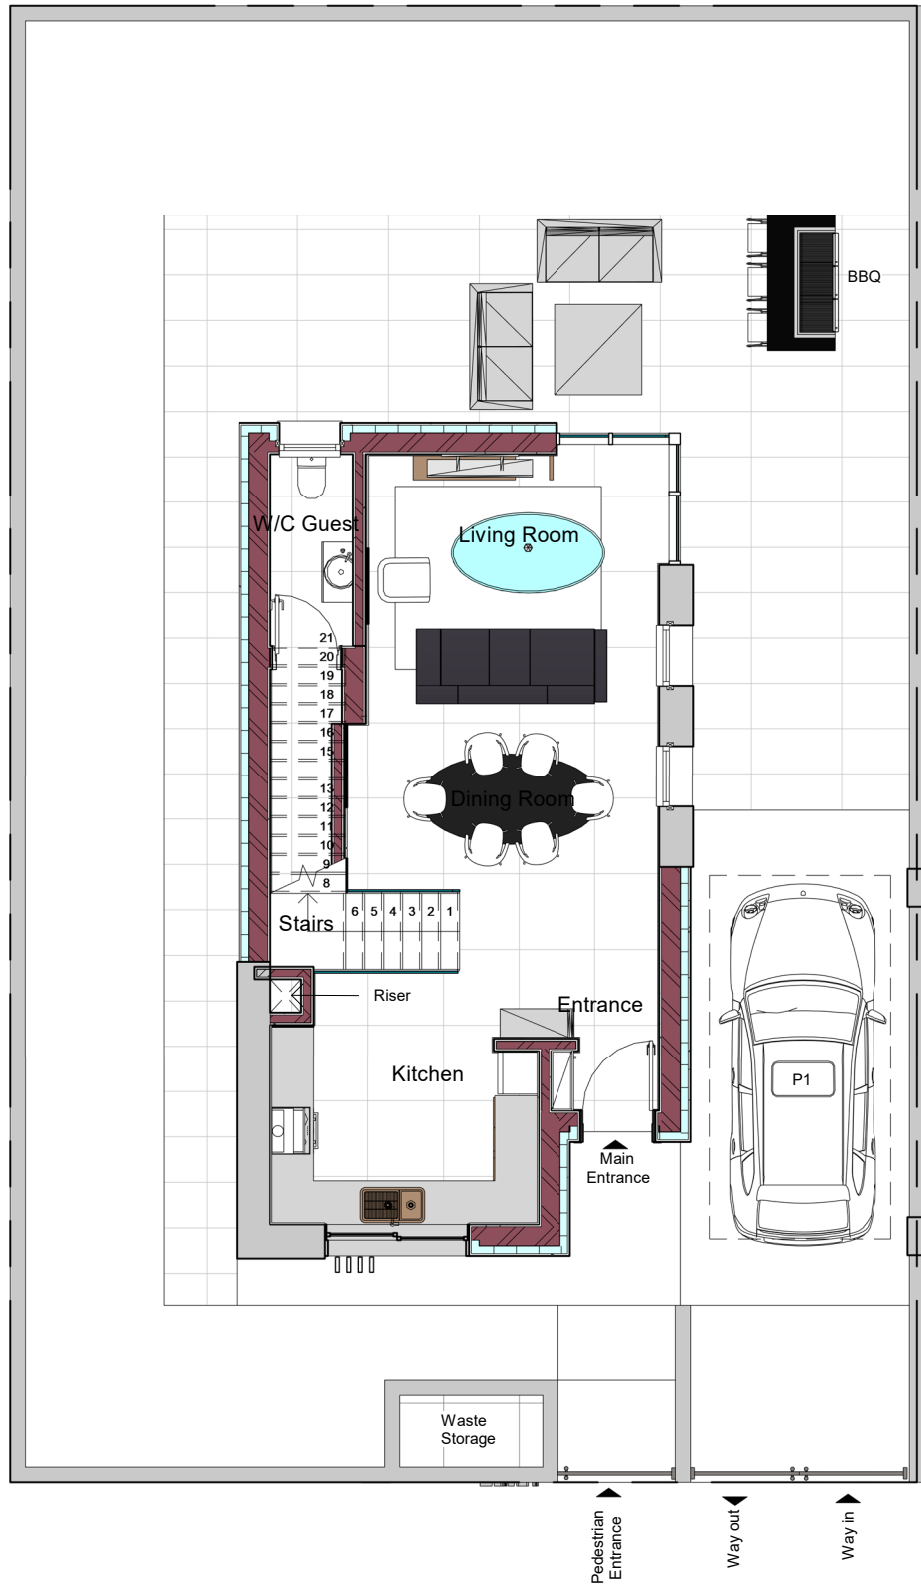 BBQ
W/C Guest
Living Room
21
20
19
18
17
16
15
13
12
11
10
9
8
Dining Room
Stairs
6 5 4 3 2 1
Riser
Entrance
Kitchen
P1
Main
Entrance
Waste
Storage
Pedestrian
Entrance
Way out
Way in